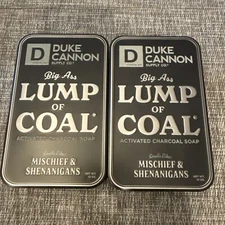 D
DUKE
CANNON
SUPPLY CO.
Big Ass
LUMP
OF
COAL
ACTIVATED CHARCOAL SOAP
MISCHIEF &
SHENANIGANS
D
DUKE
CANNON
SUPPLY CO.
Big Ass
LUMP
OF
COAL
ACTIVATED CHARCOAL SOAP
MISCHIEF &
SHENANIGANS